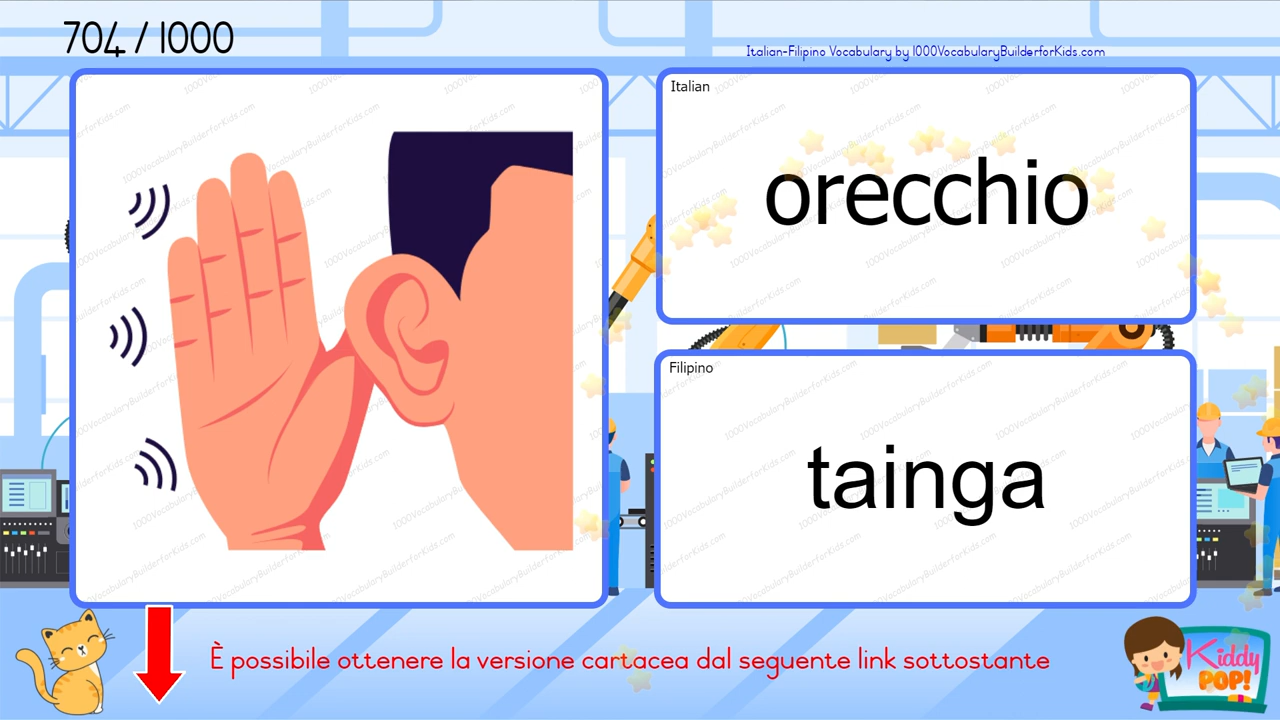 704 / 1000
Italian-Filipino Vocabulary by 1000VocabularyBuilderforKids.com
Italian
orecchio
Filipino
tainga
È possibile ottenere la versione cartacea dal seguente link sottostante
Kiddy
POP!